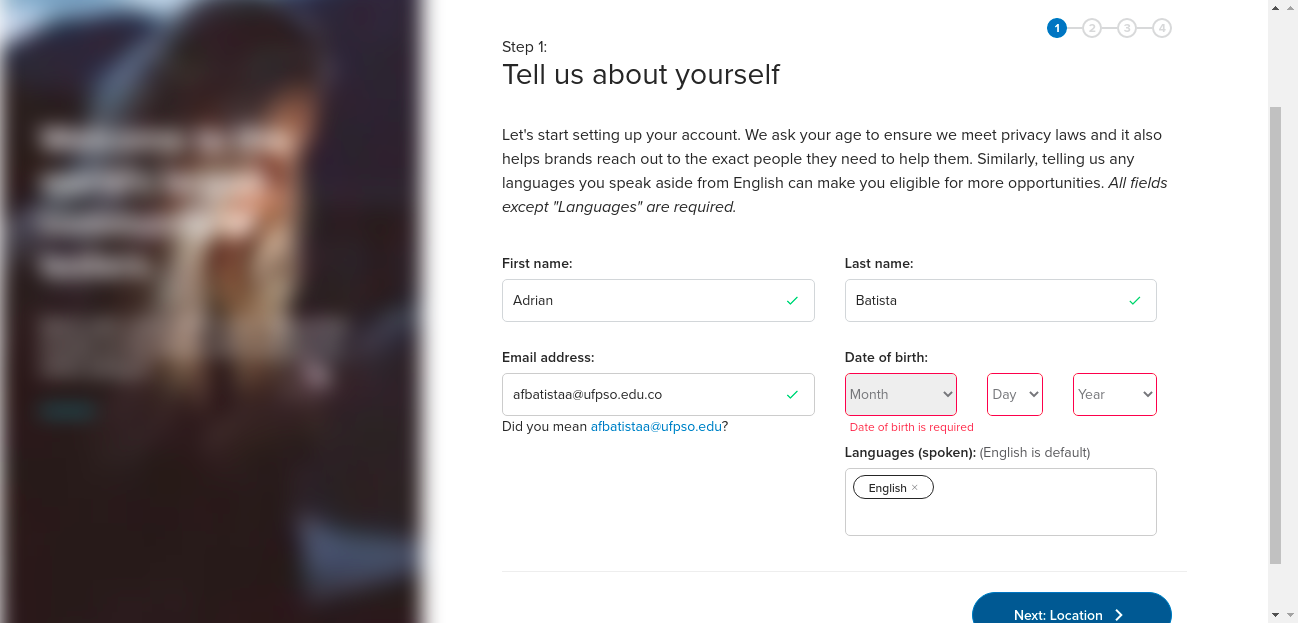 1 2 3 4
Step 1:
Tell us about yourself
Let's start setting up your account. We ask your age to ensure we meet privacy laws and it also
helps brands reach out to the exact people they need to help them. Similarly, telling us any
languages you speak aside from English can make you eligible for more opportunities. All fields
except "Languages" are required.
First name:
Last name:
Adrian
Batista
Email address:
Date of birth:
afbatistaa@ufpso.edu.co
Month
Day
Year
Did you mean afbatistaa@ufpso.edu?
Date of birth is required
Languages (spoken): (English is default)
English ×
Next: Location